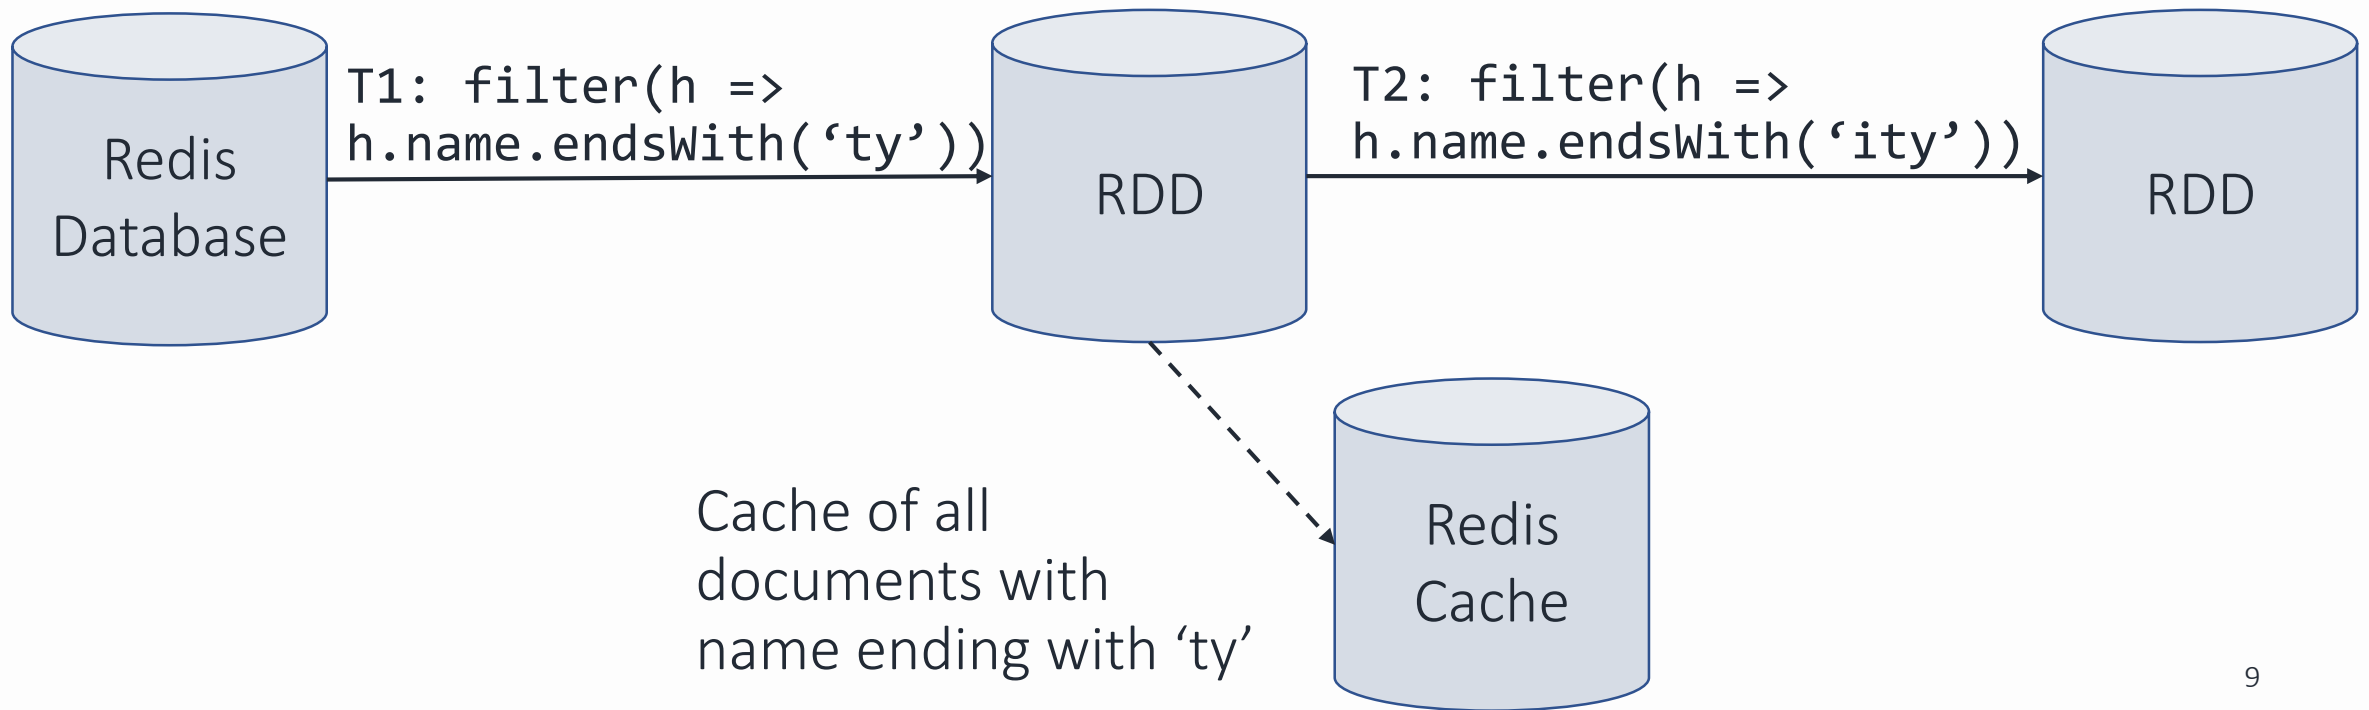 Redis
Database
T1: filter(h =>
h.name.endsWith(‘ty’))
RDD
T2: filter(h =>
h.name.endsWith(‘ity’))
RDD
Cache of all
documents with
name ending with ‘ty’
Redis
Cache
9